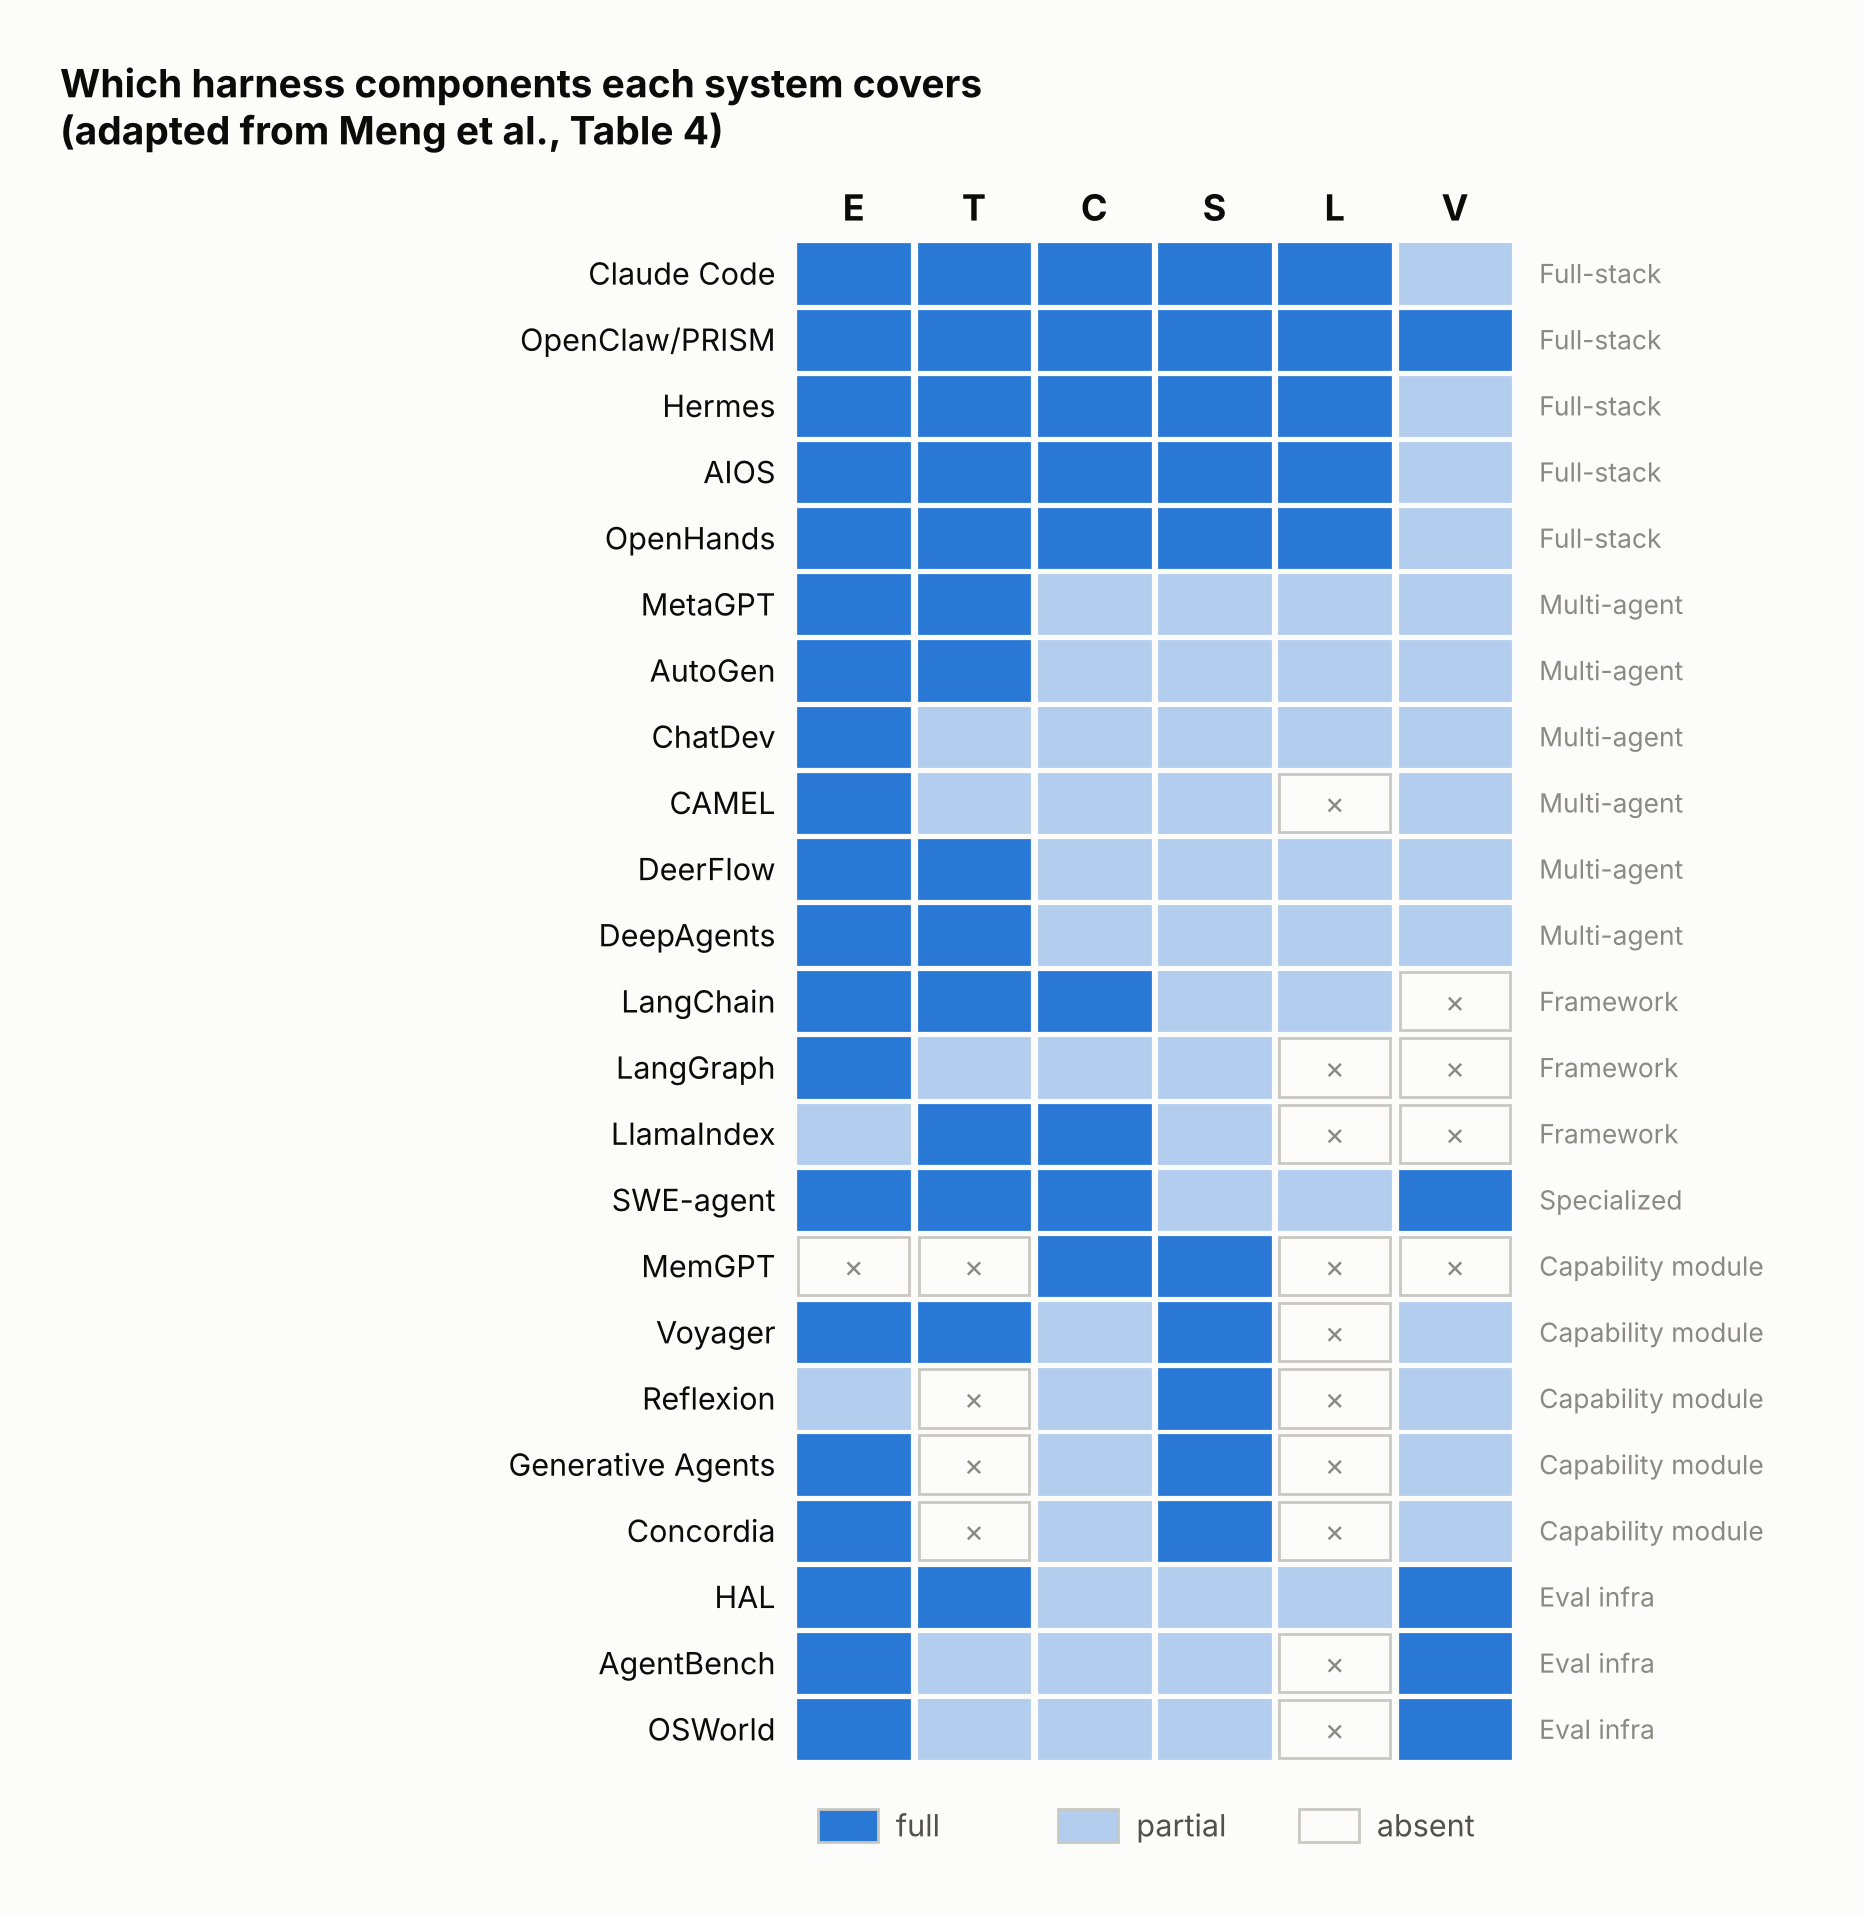 Which harness components each system covers
(adapted from Meng et al., Table 4)
E T C S L V
Claude Code Full-stack
OpenClaw/PRISM Full-stack
Hermes Full-stack
AIOS Full-stack
OpenHands Full-stack
MetaGPT Multi-agent
AutoGen Multi-agent
ChatDev Multi-agent
CAMEL × Multi-agent
DeerFlow Multi-agent
DeepAgents Multi-agent
LangChain × Framework
LangGraph × × Framework
LlamaIndex × × Framework
SWE-agent Specialized
MemGPT × × × × Capability module
Voyager × Capability module
Reflexion × × Capability module
Generative Agents × × Capability module
Concordia × × Capability module
HAL Eval infra
AgentBench × Eval infra
OSWorld × Eval infra
full partial absent